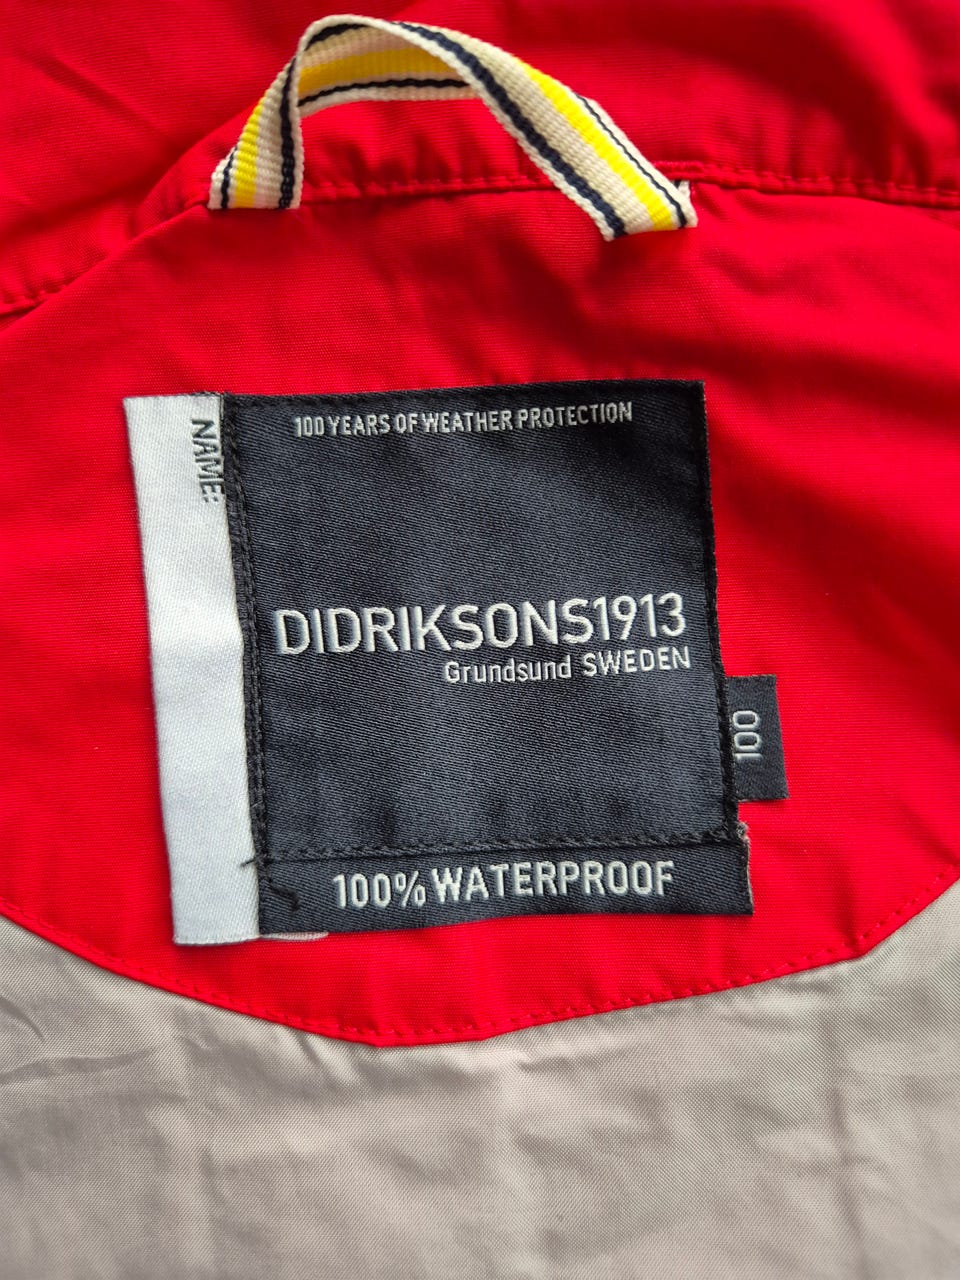 100 YEARS OF WEATHER PROTECTION
NAME:
DIDRIKSONS1913
Grundsund SWEDEN
100
100% WATERPROOF